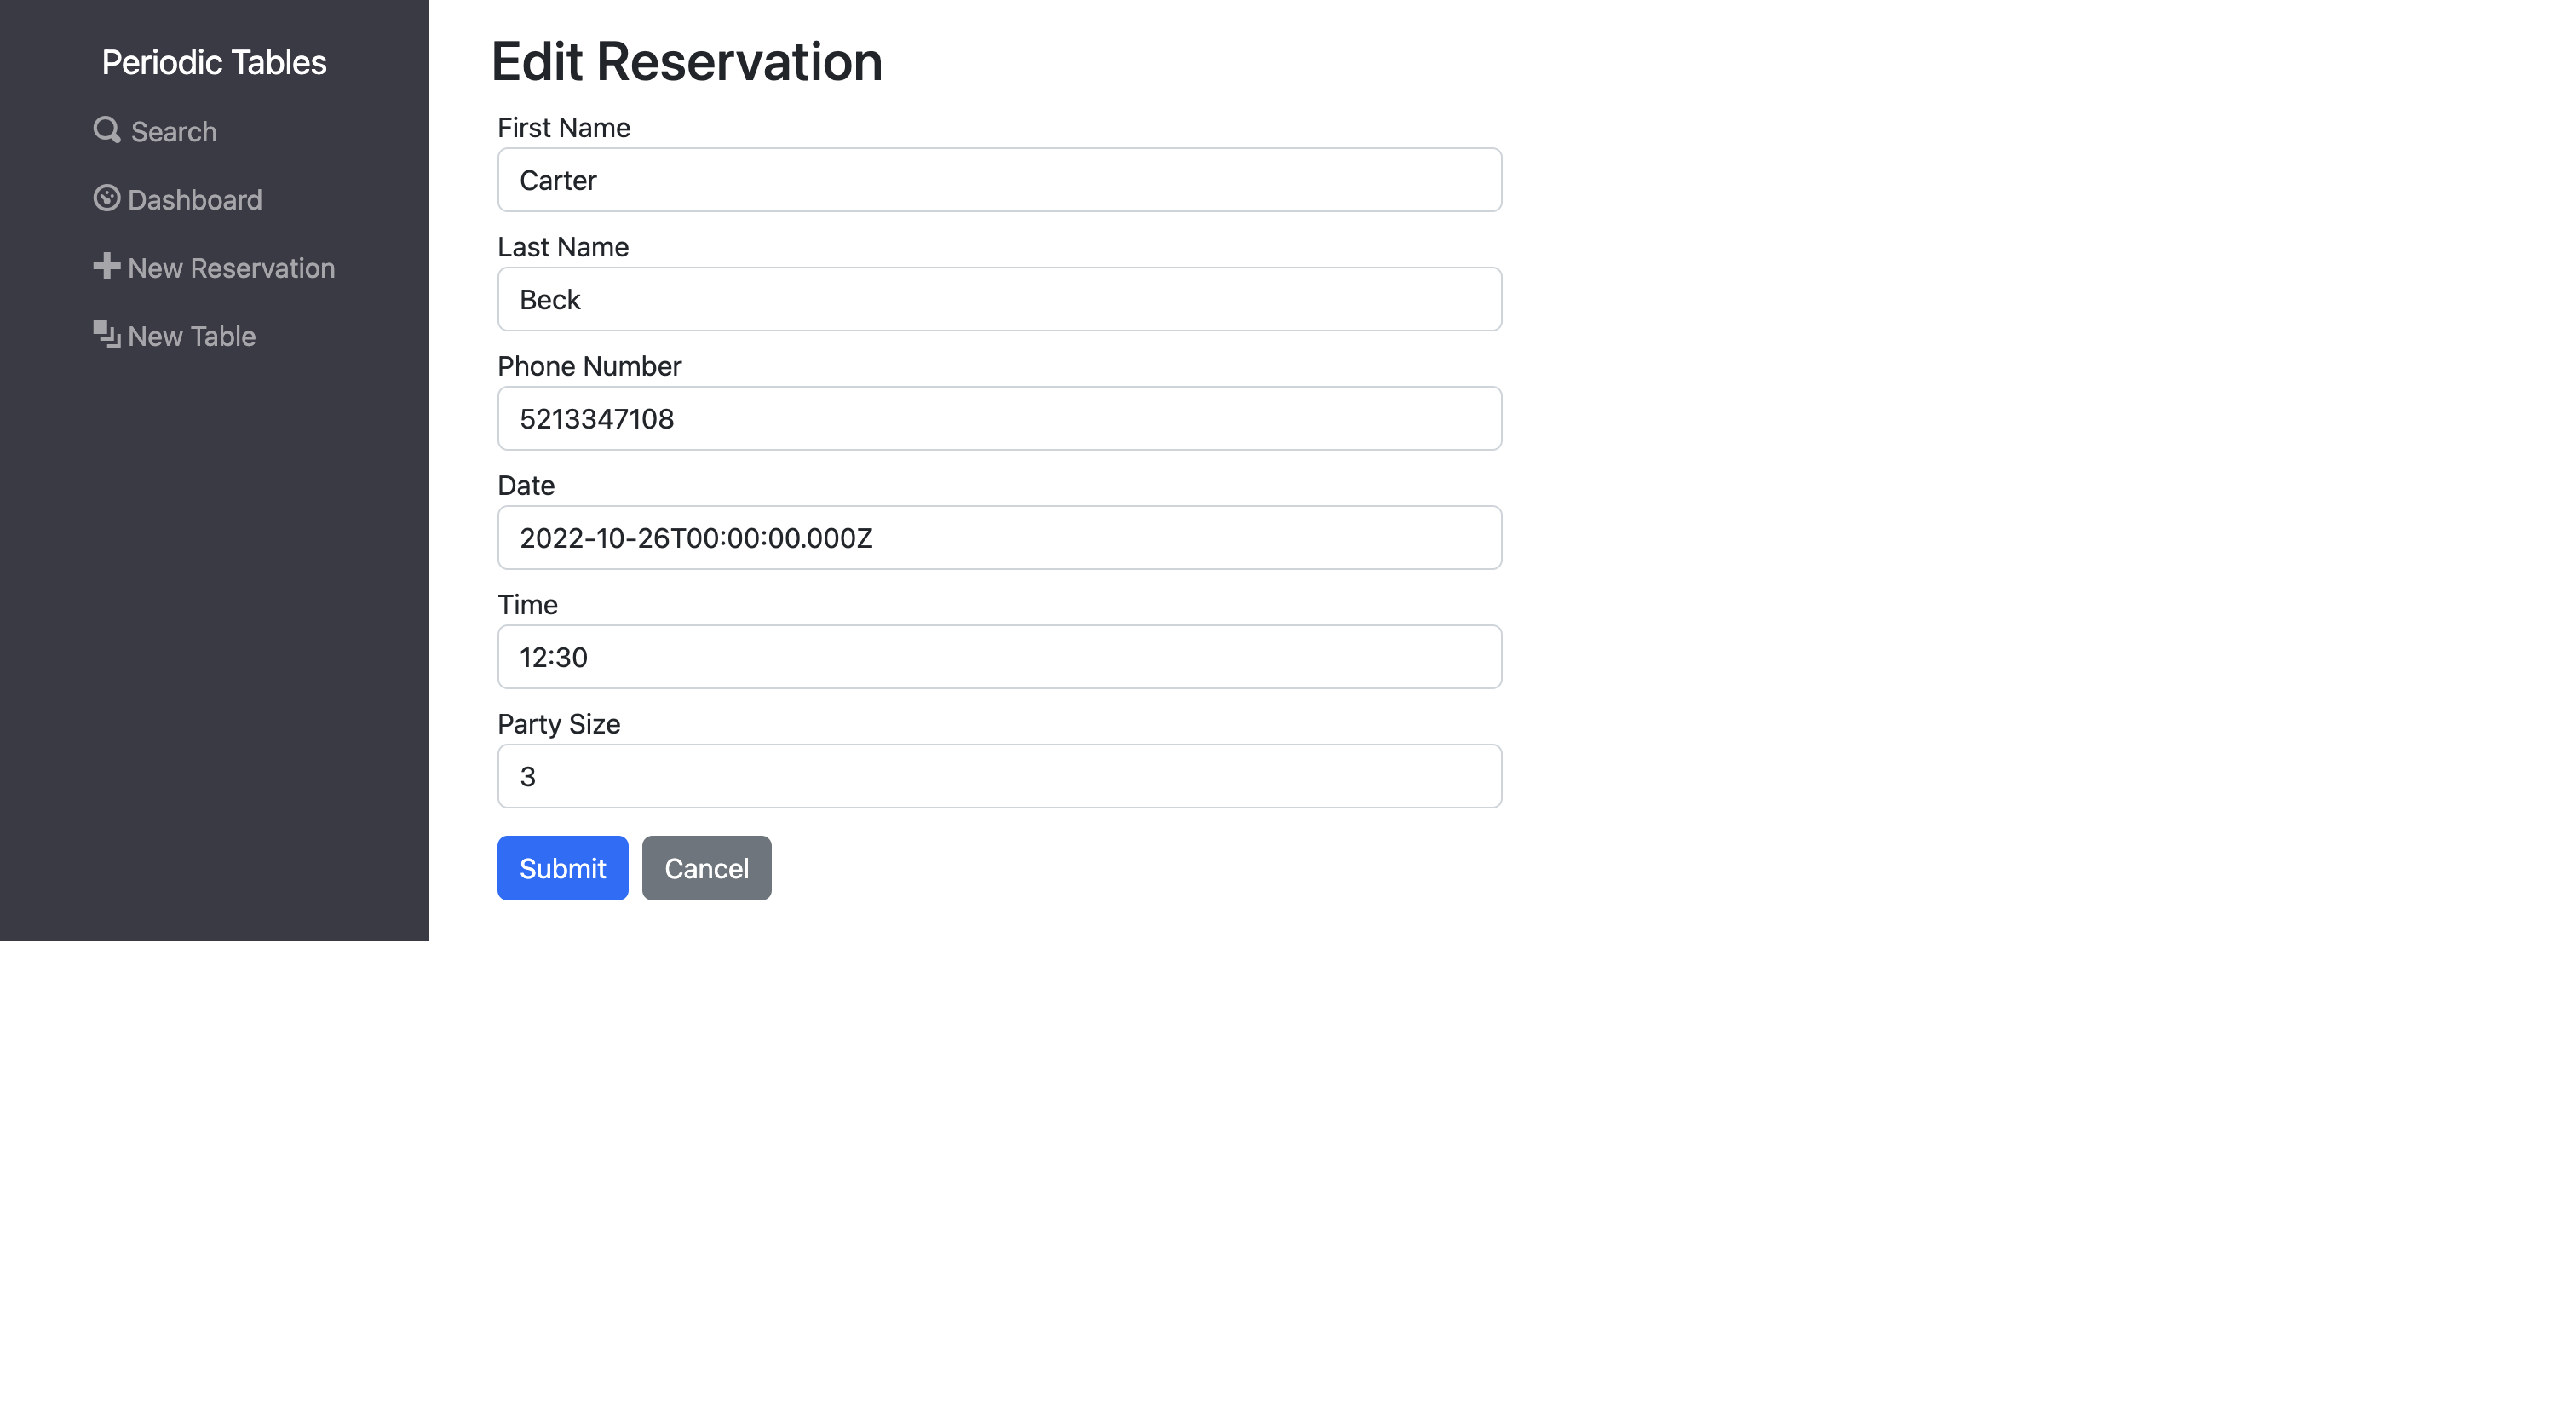 Periodic Tables
Search
Dashboard
New Reservation
New Table
Edit Reservation
First Name
Carter
Last Name
Beck
Phone Number
5213347108
Date
2022-10-26T00:00:00.000Z
Time
12:30
Party Size
3
Submit Cancel